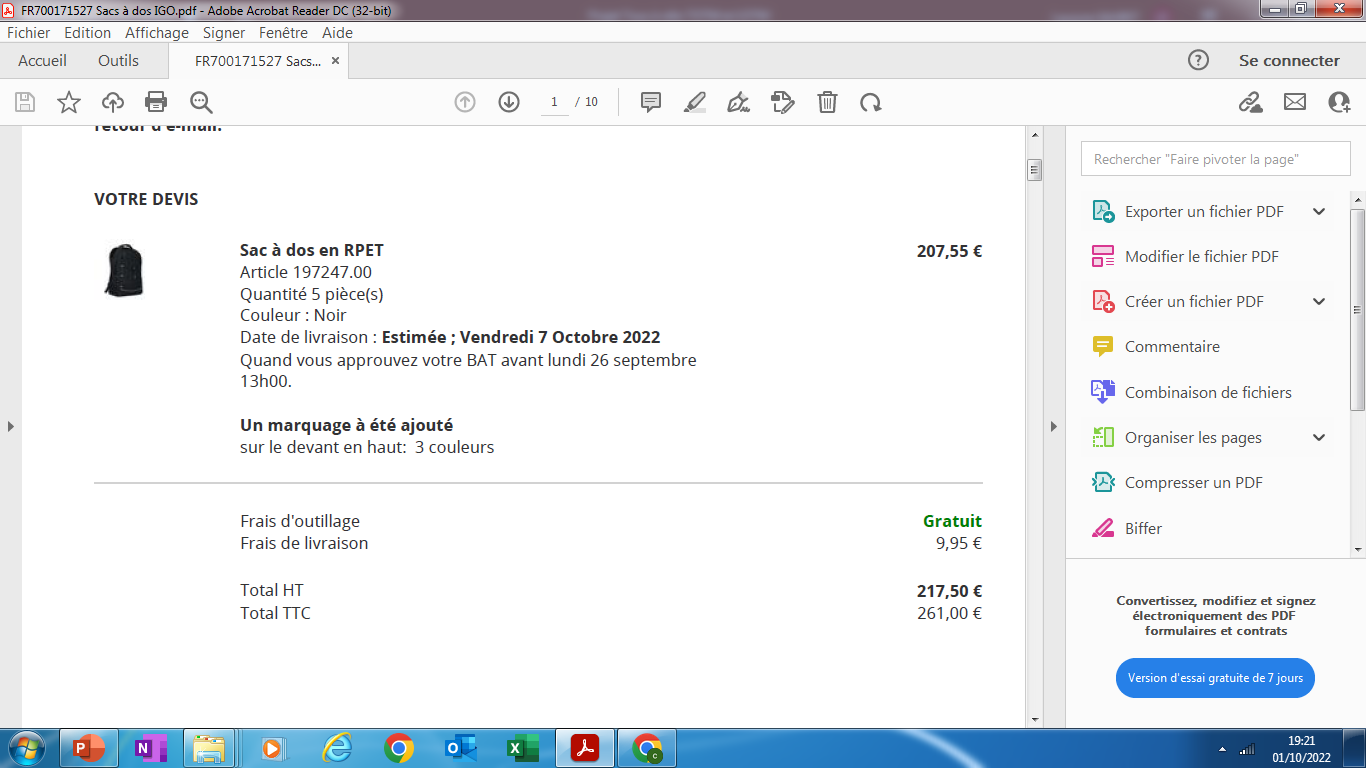 FR700171527 Sacs à dos IGO.pdf - Adobe Acrobat Reader DC (32-bit)
Fichier Edition Affichage Signer Fenêtre Aide
Accueil Outils FR700171527 Sacs... × Se connecter
1 / 10
retour d'e-mail.
VOTRE DEVIS
Sac à dos en RPET 207,55 €
Article 197247.00
Quantité 5 pièce(s)
Couleur : Noir
Date de livraison : Estimée ; Vendredi 7 Octobre 2022
Quand vous approuvez votre BAT avant lundi 26 septembre
13h00.
Un marquage à été ajouté
sur le devant en haut: 3 couleurs
Frais d'outillage Gratuit
Frais de livraison 9,95 €
Total HT 217,50 €
Total TTC 261,00 €
Rechercher "Faire pivoter la page"
Exporter un fichier PDF
Modifier le fichier PDF
Créer un fichier PDF
Commentaire
Combinaison de fichiers
Organiser les pages
Compresser un PDF
Biffer
Convertissez, modifiez et signez
électroniquement des PDF
formulaires et contrats
Version d'essai gratuite de 7 jours
19:21
01/10/2022